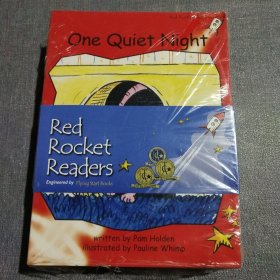 One Quiet Night
Red
Rocket
Readers
Engineered by Flying Start Books
written by Pam Holden
illustrated by Pauline Whimp